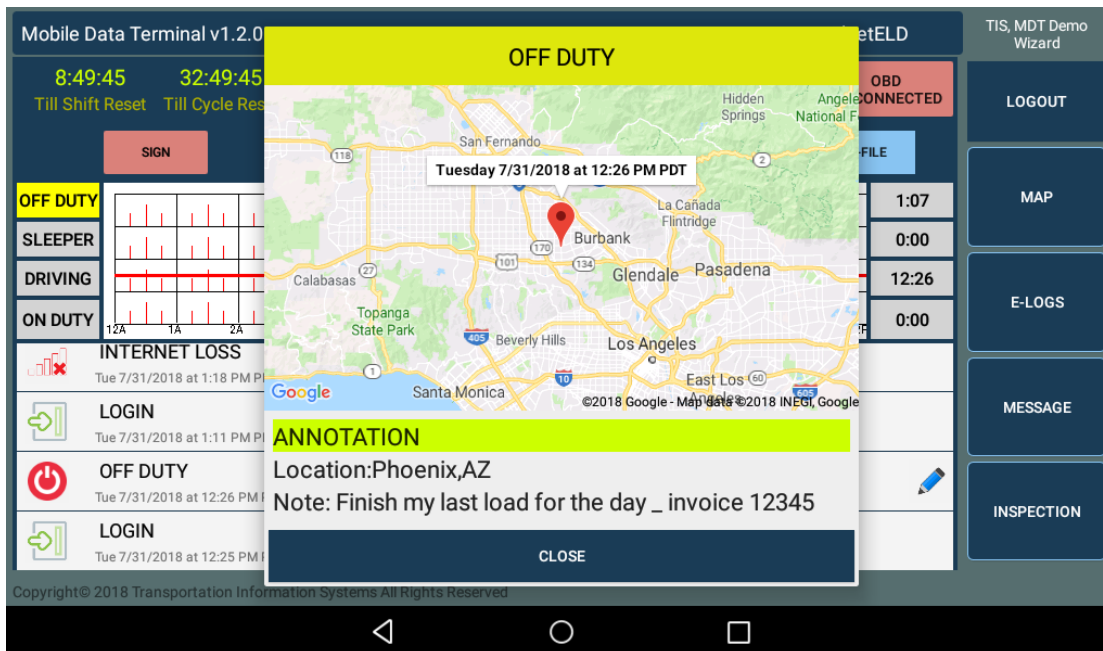 Mobile Data Terminal v1.2.0
etELD
TIS, MDT Demo
Wizard
8:49:45
32:49:45
Till Shift Reset
Till Cycle Res
OBD
CONNECTED
SIGN
FILE
OFF DUTY
1:07
SLEEPER
0:00
DRIVING
12:26
ON DUTY
0:00
12A
1A
2A
INTERNET LOSS
Tue 7/31/2018 at 1:18 PM P
LOGIN
Tue 7/31/2018 at 1:11 PM P
OFF DUTY
Tue 7/31/2018 at 12:26 PM
LOGIN
Tue 7/31/2018 at 12:25 PM
OFF DUTY
Hidden
Springs
Angele
National F
San Fernando
118
2
Tuesday 7/31/2018 at 12:26 PM PDT
La Cañada
Flintridge
Burbank
170
101
134
27
Calabasas
Glendale
Pasadena
Topanga
State Park
405
Beverly Hills
Los Angeles
1
10
East Los
Angeles
60
605
Santa Monica
Google
©2018 Google - Map data ©2018 INEGI, Google
ANNOTATION
Location:Phoenix,AZ
Note: Finish my last load for the day _ invoice 12345
CLOSE
LOGOUT
MAP
E-LOGS
MESSAGE
INSPECTION
Copyright© 2018 Transportation Information Systems All Rights Reserved